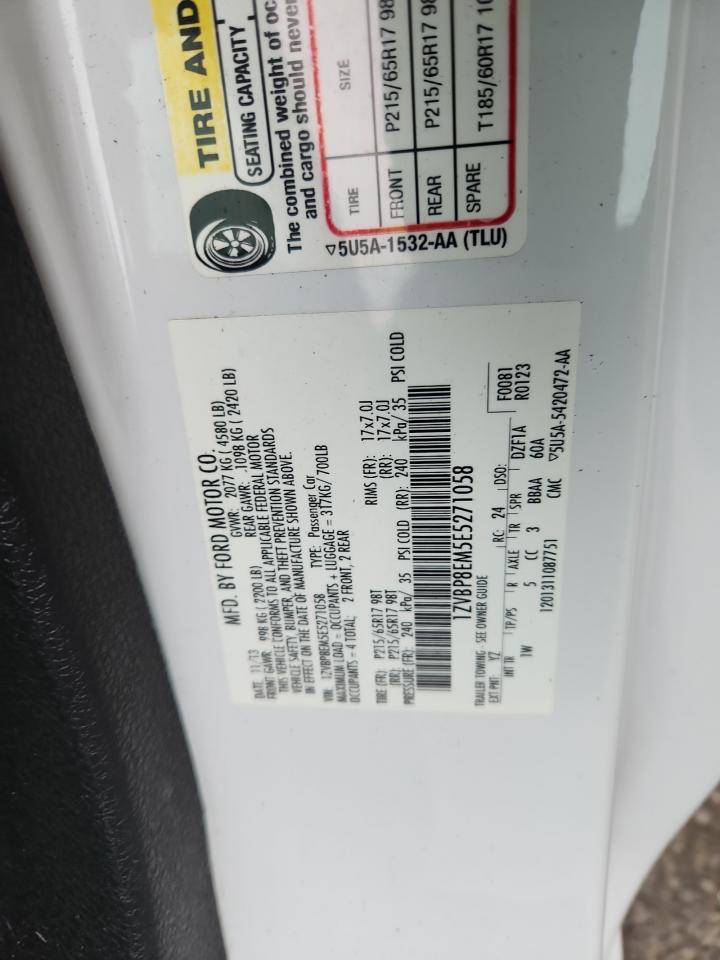 TIRE AND
SEATING CAPACITY
The combined weight of oc
and cargo should never
TIRE SIZE
FRONT P215/65R17 98
REAR P215/65R17 98
SPARE T185/60R17 10
▽5U5A-1532-AA (TLU)
MFD. BY FORD MOTOR CO.
DATE: 11/13 GVWR: 2077 KG ( 4580 LB)
FRONT GAWR: 998 KG ( 2200 LB) REAR GAWR: 1098 KG ( 2420 LB)
THIS VEHICLE CONFORMS TO ALL APPLICABLE FEDERAL MOTOR
VEHICLE SAFETY, BUMPER, AND THEFT PREVENTION STANDARDS
IN EFFECT ON THE DATE OF MANUFACTURE SHOWN ABOVE.
VIN: 1ZVBP8EM5E5271058 TYPE: Passenger Car
MAXIMUM LOAD = OCCUPANTS + LUGGAGE = 317KG/ 700LB
OCCUPANTS = 4 TOTAL: 2 FRONT, 2 REAR
TIRE (FR): P215/65R17 98T RIMS (FR): 17x7.0J
(RR): P215/65R17 98T (RR): 17x7.0J
PRESSURE (FR): 240 kPa/ 35 PSI COLD (RR): 240 kPa/ 35 PSI COLD
1ZVBP8EM5E5271058
TRAILER TOWING - SEE OWNER GUIDE
EXT PNT: YZ RC: 24 DSO: F0081
INT TR TP/PS R AXLE TR SPR DZF1A R0123
1W 5 CC 3 BBAA 60A
1201311087751 CMC ▽5U5A-5420472-AA